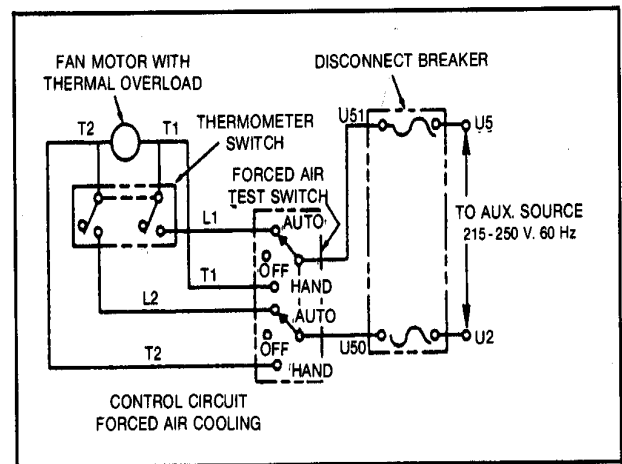 FAN MOTOR WITH
THERMAL OVERLOAD
DISCONNECT BREAKER
T2
T1
THERMOMETER
SWITCH
U51
U5
FORCED AIR
TEST SWITCH
L1
AUTO
TO AUX. SOURCE
215-250 V. 60 Hz
OFF
T1
HAND
L2
AUTO
OFF
U50
U2
T2
HAND
CONTROL CIRCUIT
FORCED AIR COOLING